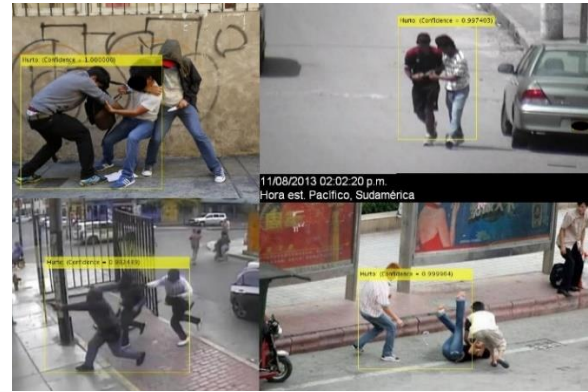 Hurto (Confidence = 1.000000)
Hurto (Confidence = 0.997403)
11/08/2013 02:02:20 p.m.
Hora est. Pacífico, Sudamérica
Hurto (Confidence = 0.999964)